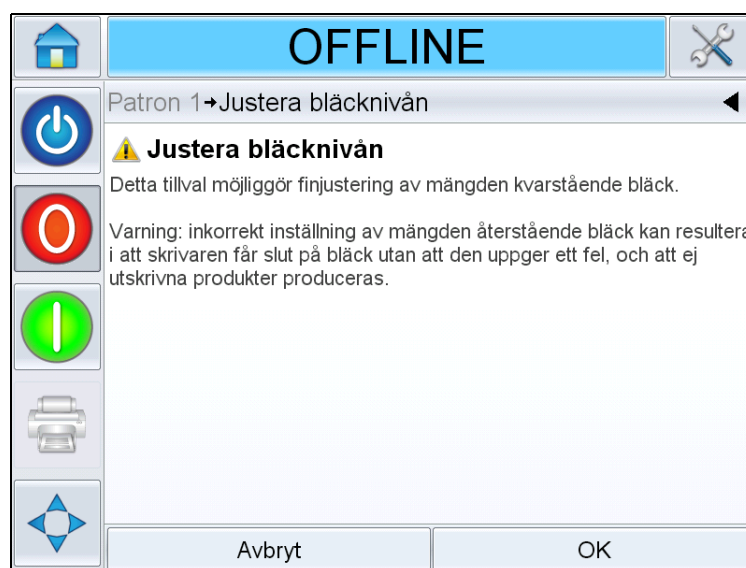 OFFLINE
Patron 1→Justera bläcknivån
Justera bläcknivån
Detta tillval möjliggör finjustering av mängden kvarstående bläck.
Varning: inkorrekt inställning av mängden återstående bläck kan resultera
i att skrivaren får slut på bläck utan att den uppger ett fel, och att ej
utskrivna produkter produceras.
Avbryt
OK